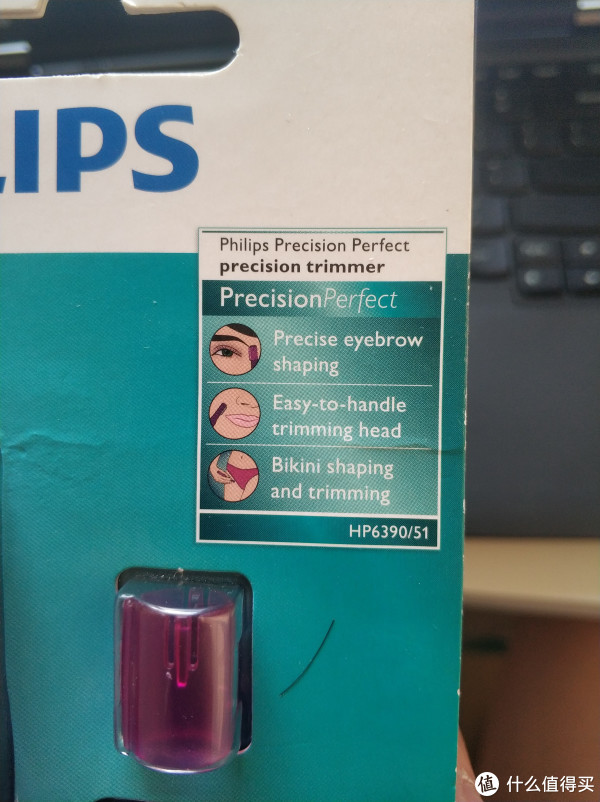 LIPS
Philips Precision Perfect
precision trimmer
PrecisionPerfect
Precise eyebrow
shaping
Easy-to-handle
trimming head
Bikini shaping
and trimming
HP6390/51
值 什么值得买